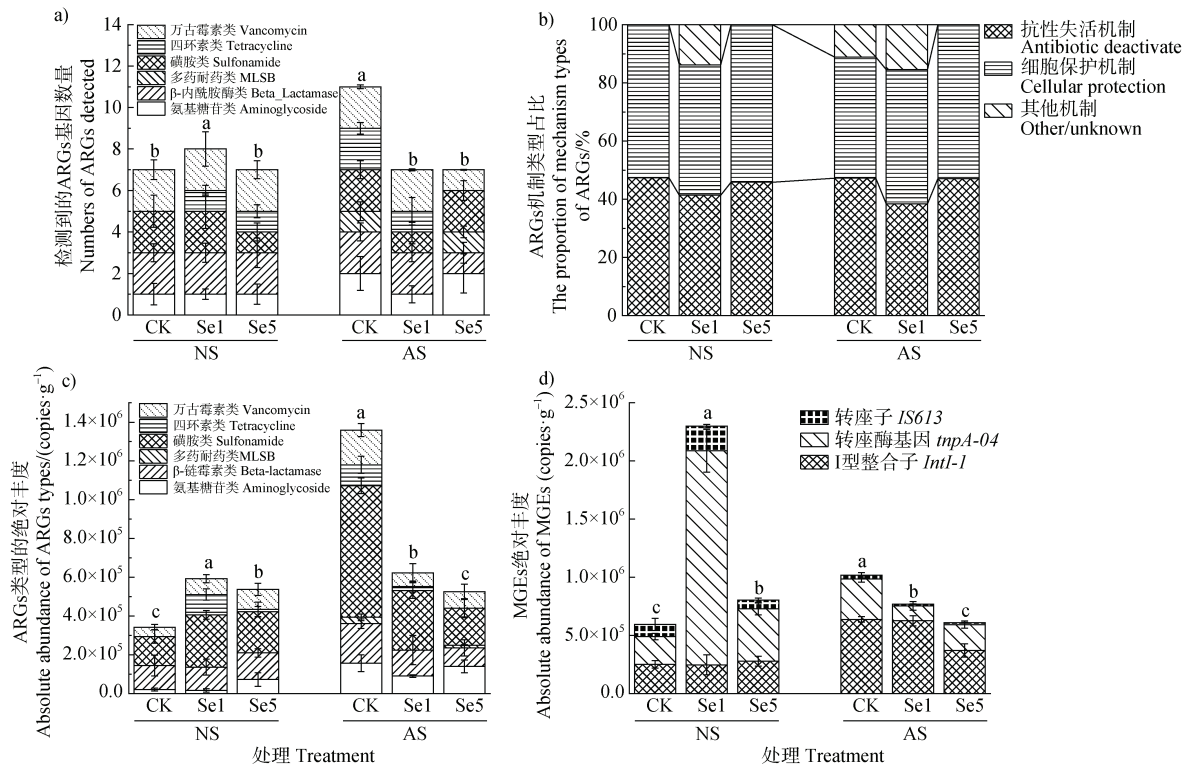 a)
检测到的ARGs基因数量
Numbers of ARGs detected
14
12
10
8
6
4
2
0
万古霉素类 Vancomycin
四环素类 Tetracycline
磺胺类 Sulfonamide
多药耐药类 MLSB
β-内酰胺酶类 Beta_Lactamase
氨基糖苷类 Aminoglycoside
b
a
b
a
b
b
CK Se1 Se5 CK Se1 Se5
NS AS
b)
ARGs机制类型占比
The proportion of mechanism types
of ARGs/%
100
80
60
40
20
0
抗性失活机制
Antibiotic deactivate
细胞保护机制
Cellular protection
其他机制
Other/unknown
CK Se1 Se5 CK Se1 Se5
NS AS
c)
ARGs类型的绝对丰度
Absolute abundance of ARGs types/(copies·g⁻¹)
1.4×10⁶
1.2×10⁶
1.0×10⁶
8.0×10⁵
6.0×10⁵
4.0×10⁵
2.0×10⁵
0.0
万古霉素类 Vancomycin
四环素类 Tetracycline
磺胺类 Sulfonamide
多药耐药类MLSB
β-链霉素类 Beta-lactamase
氨基糖苷类 Aminoglycoside
c
a
b
a
b
c
CK Se1 Se5 CK Se1 Se5
NS AS
处理 Treatment
d)
MGEs绝对丰度
Absolute abundance of MGEs (copies·g⁻¹)
2.5×10⁶
2.0×10⁶
1.5×10⁶
1.0×10⁶
5.0×10⁵
0.0
转座子 IS613
转座酶基因 tnpA-04
I型整合子 Intl-1
c
a
b
a
b
c
CK Se1 Se5 CK Se1 Se5
NS AS
处理 Treatment